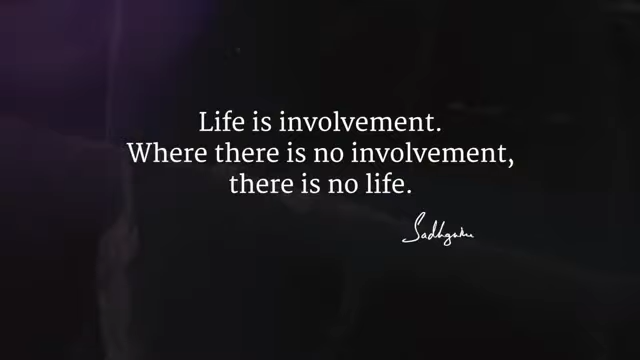 Life is involvement.
Where there is no involvement,
there is no life.
Sadhguru